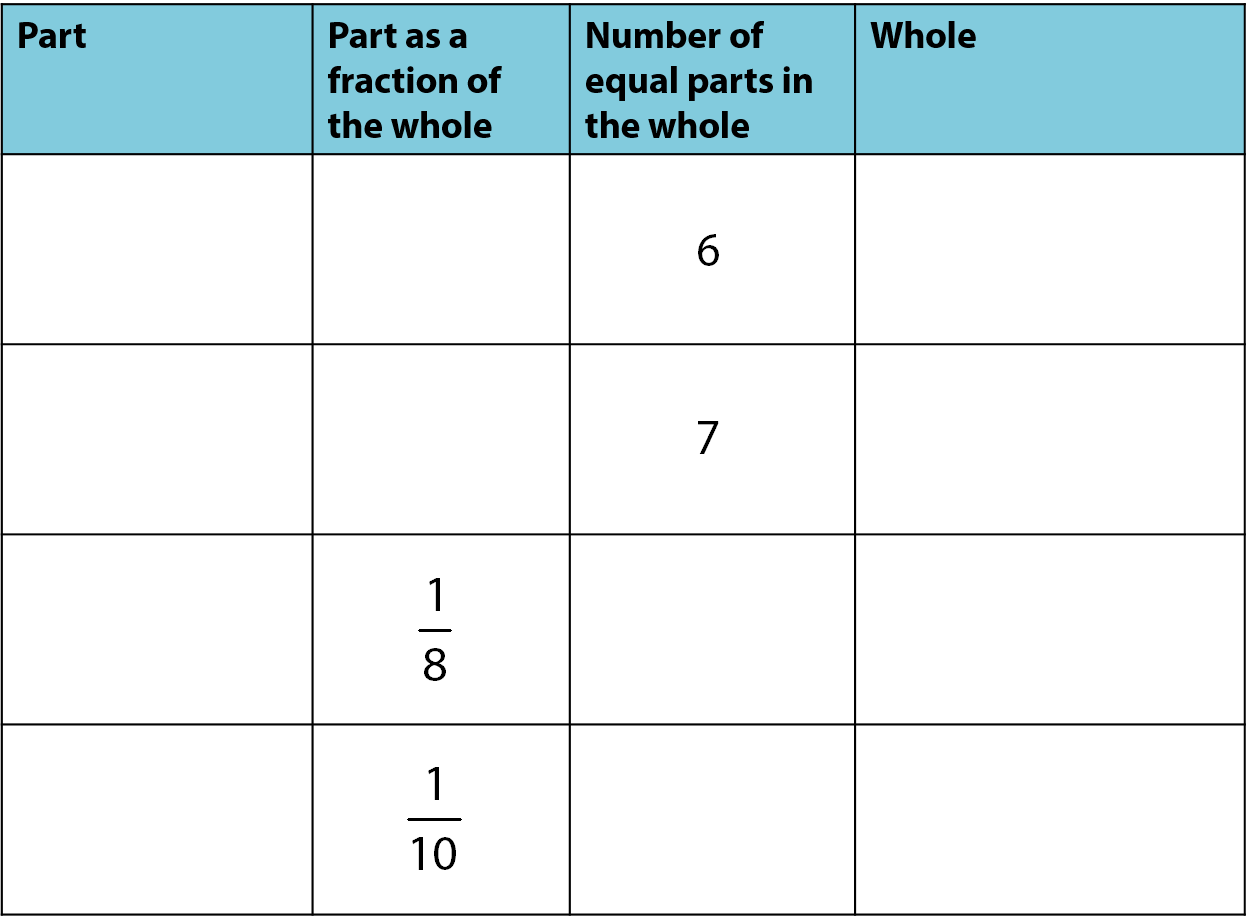 Part
Part as a
fraction of
the whole
Number of
equal parts in
the whole
Whole
6
7
1
8
1
10